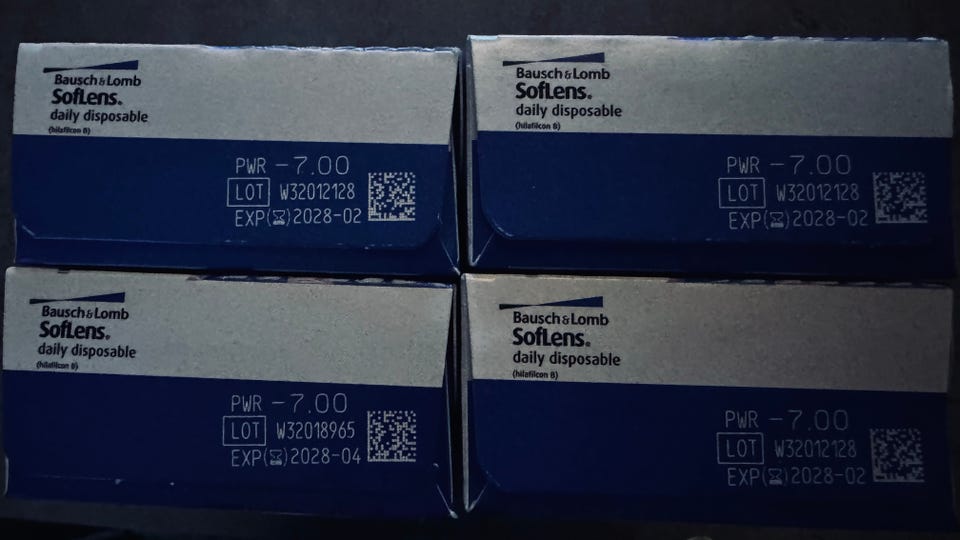 Bausch & Lomb
SofLens®
daily disposable
(hilafilcon B)
PWR -7.00
LOT W32012128
EXP 2028-02
Bausch & Lomb
SofLens®
daily disposable
(hilafilcon B)
PWR -7.00
LOT W32012128
EXP 2028-02
Bausch & Lomb
SofLens®
daily disposable
(hilafilcon B)
PWR -7.00
LOT W32018965
EXP 2028-04
Bausch & Lomb
SofLens®
daily disposable
(hilafilcon B)
PWR -7.00
LOT W32012128
EXP 2028-02